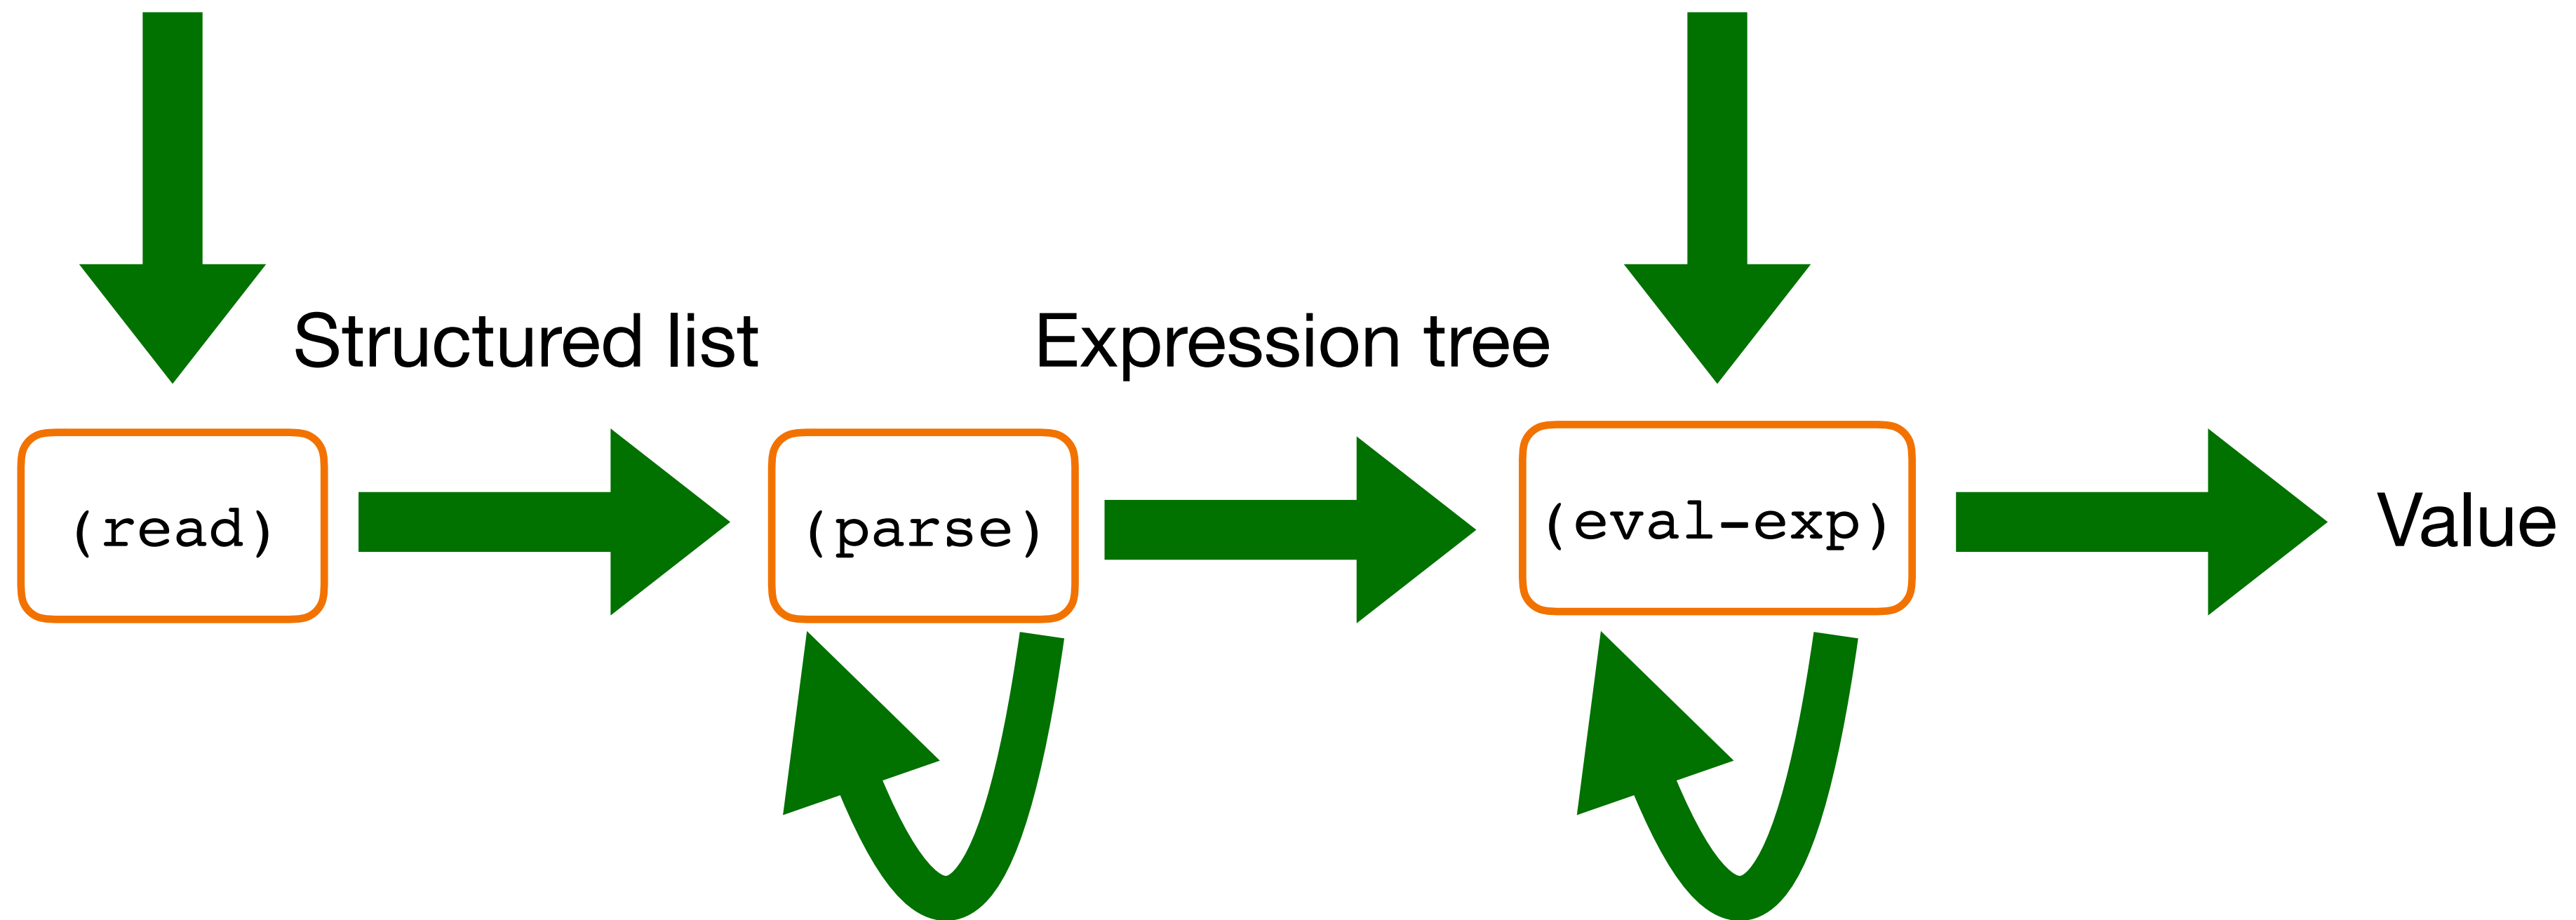 Structured list
Expression tree
(read)
(parse)
(eval-exp)
Value